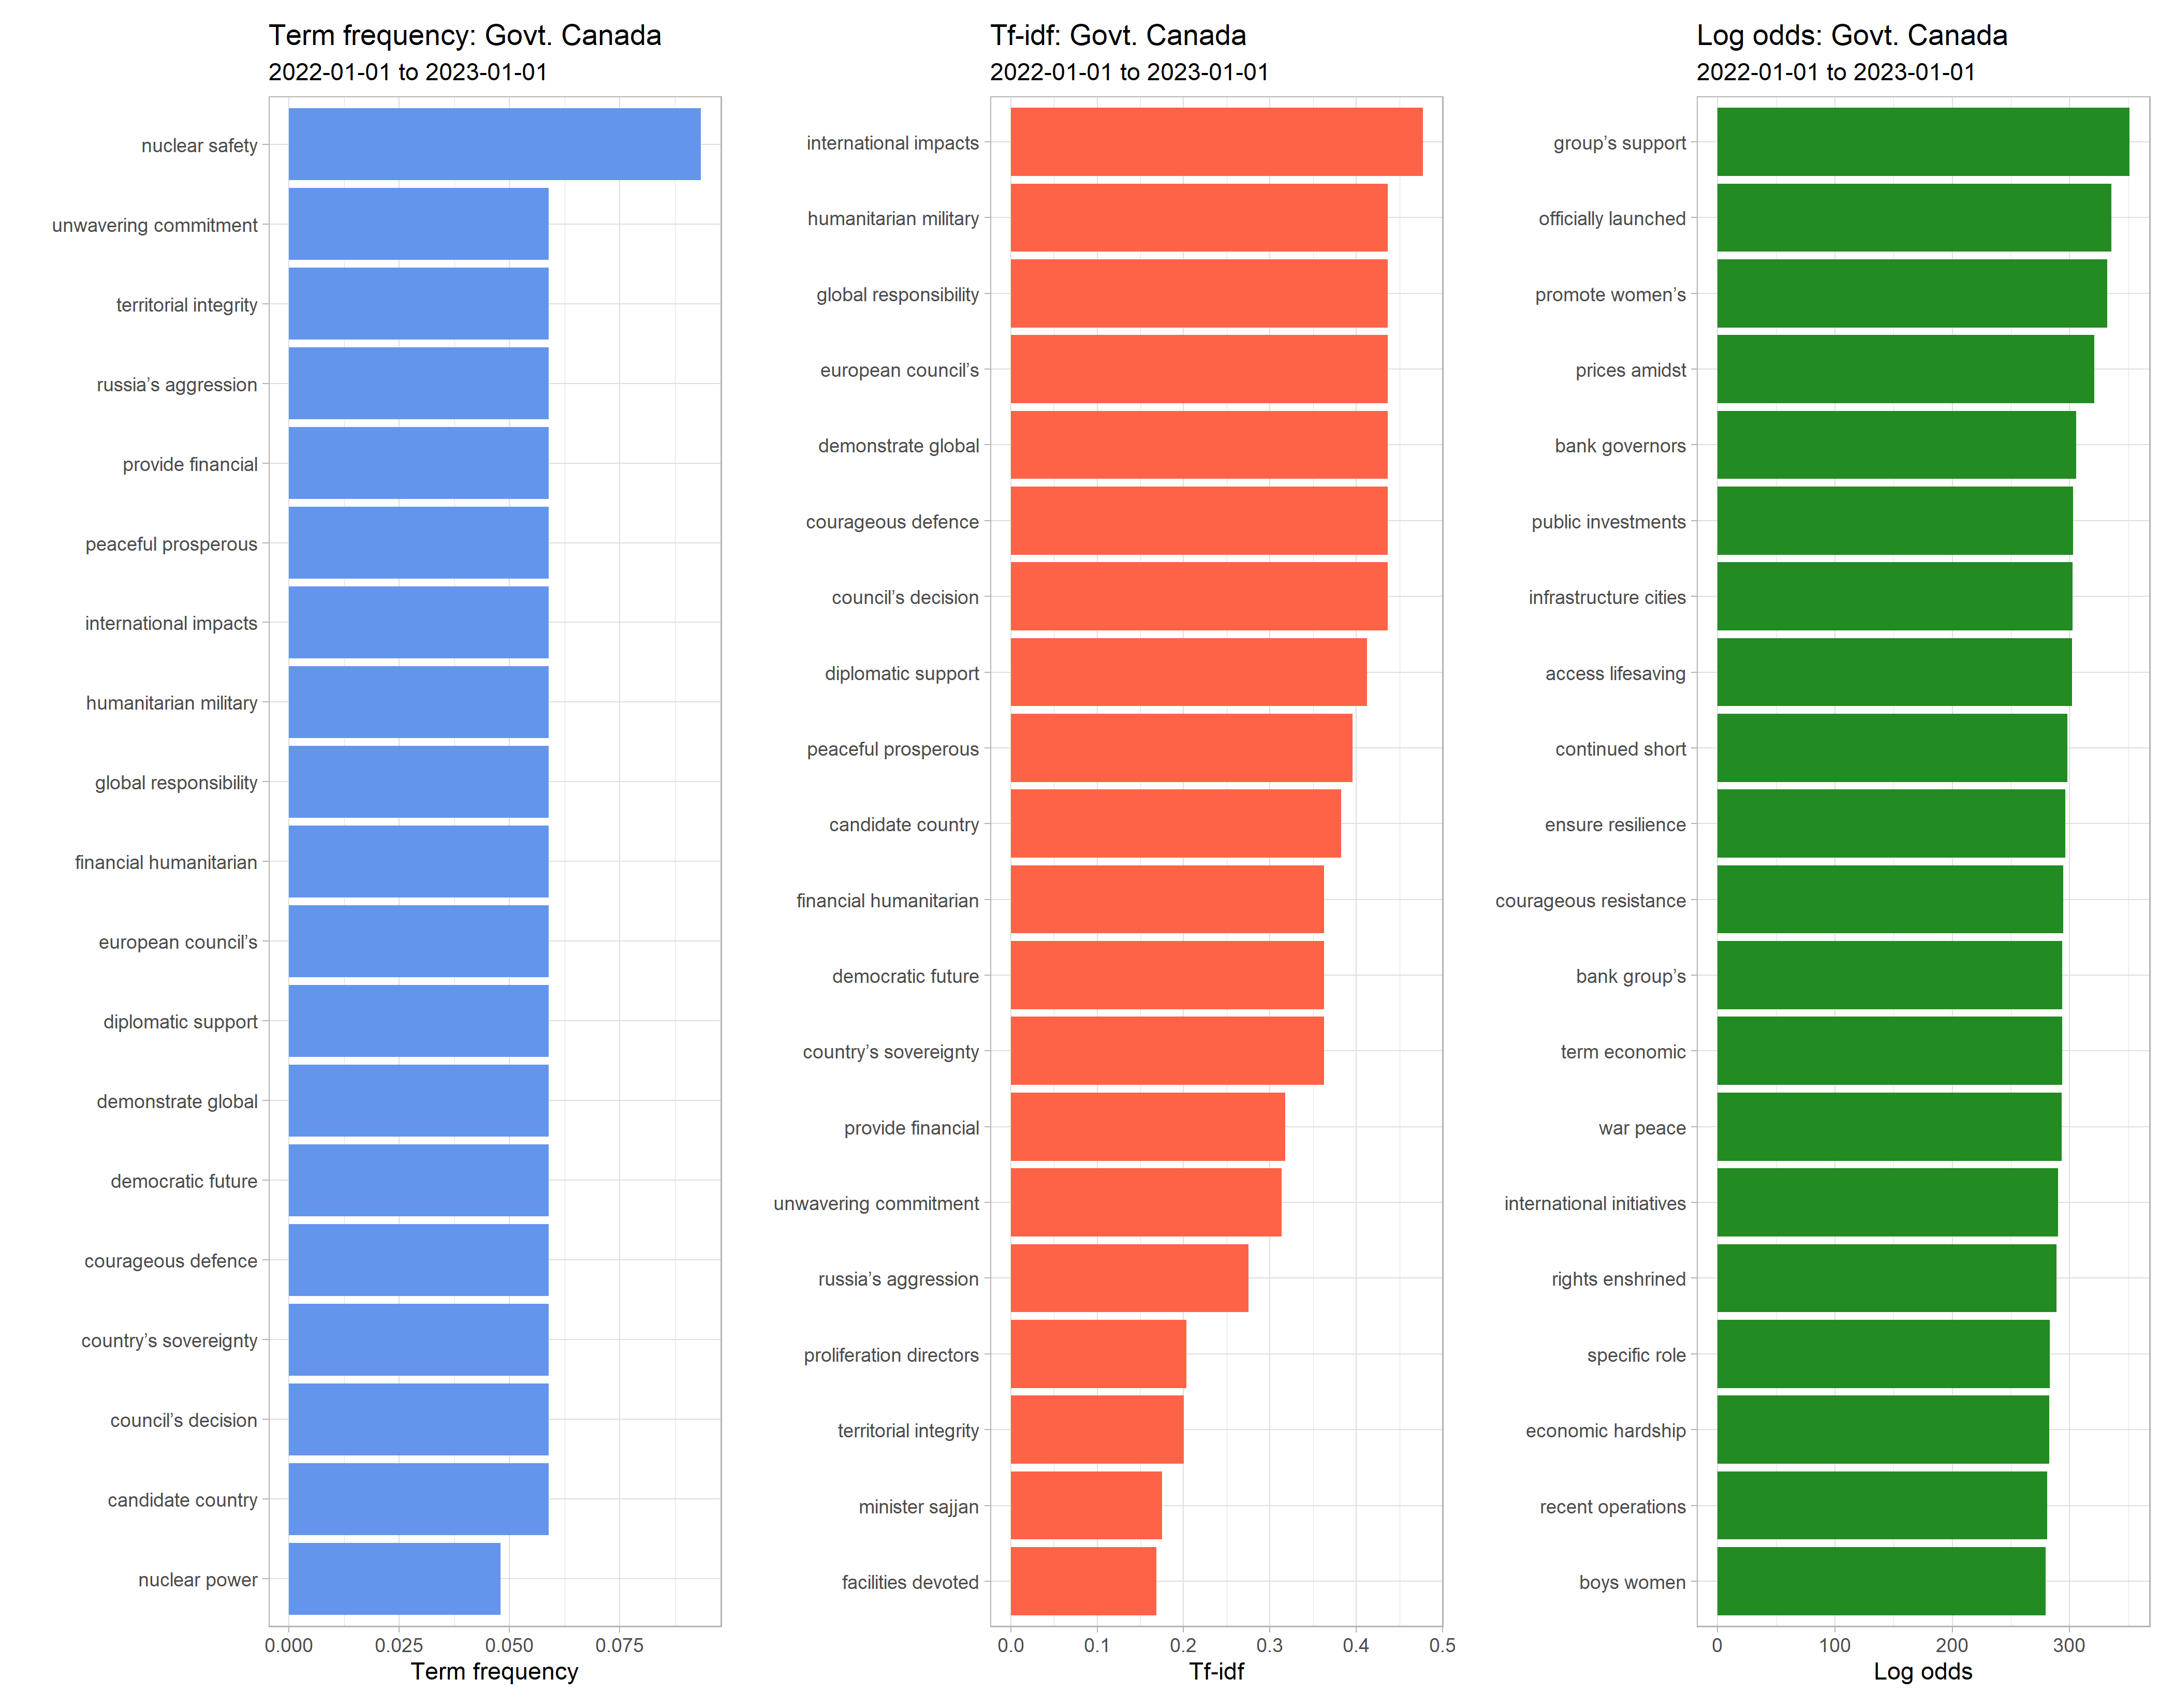 Term frequency: Govt. Canada
2022-01-01 to 2023-01-01
nuclear safety
unwavering commitment
territorial integrity
russia’s aggression
provide financial
peaceful prosperous
international impacts
humanitarian military
global responsibility
financial humanitarian
european council’s
diplomatic support
demonstrate global
democratic future
courageous defence
country’s sovereignty
council’s decision
candidate country
nuclear power
0.000 0.025 0.050 0.075
Term frequency
Tf-idf: Govt. Canada
2022-01-01 to 2023-01-01
international impacts
humanitarian military
global responsibility
european council’s
demonstrate global
courageous defence
council’s decision
diplomatic support
peaceful prosperous
candidate country
financial humanitarian
democratic future
country’s sovereignty
provide financial
unwavering commitment
russia’s aggression
proliferation directors
territorial integrity
minister sajjan
facilities devoted
0.0 0.1 0.2 0.3 0.4 0.5
Tf-idf
Log odds: Govt. Canada
2022-01-01 to 2023-01-01
group’s support
officially launched
promote women’s
prices amidst
bank governors
public investments
infrastructure cities
access lifesaving
continued short
ensure resilience
courageous resistance
bank group’s
term economic
war peace
international initiatives
rights enshrined
specific role
economic hardship
recent operations
boys women
0 100 200 300
Log odds